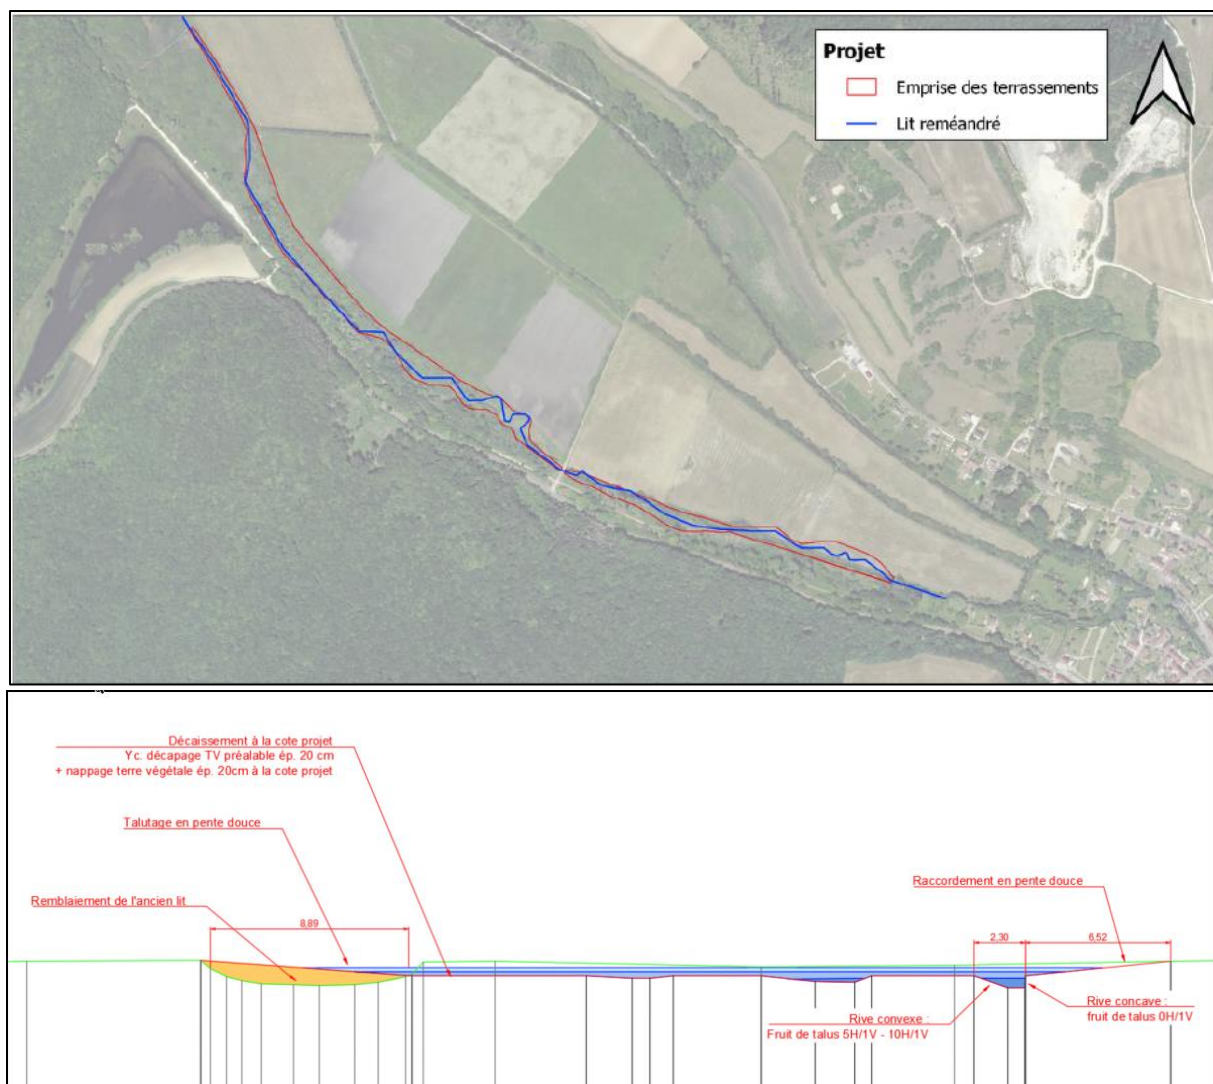 Projet
Emprise des terrassements
Lit reméandré
Décaissement à la cote projet
Yc. décapage TV préalable ép. 20 cm
+ nappage terre végétale ép. 20cm à la cote projet
Talutage en pente douce
Remblaiement de l'ancien lit
8,89
Raccordement en pente douce
2,30
6,52
Rive convexe :
Fruit de talus 5H/1V - 10H/1V
Rive concave :
fruit de talus 0H/1V